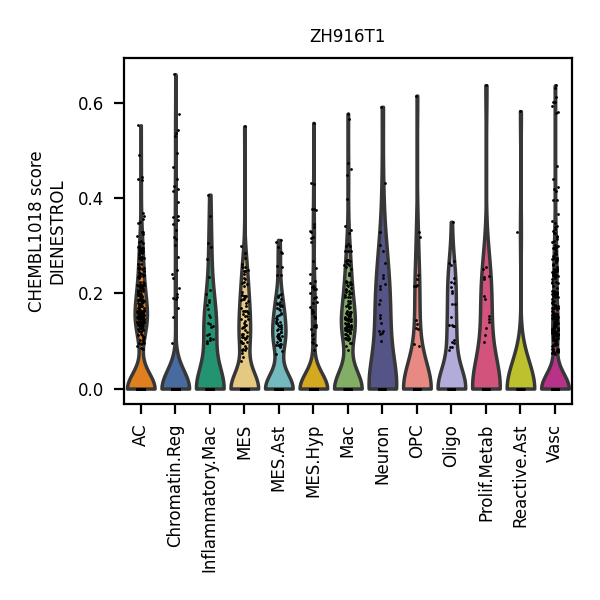 ZH916T1
CHEMBL1018 score
DIENESTROL
0.6
0.4
0.2
0.0
AC
Chromatin.Reg
Inflammatory.Mac
MES
MES.Ast
MES.Hyp
Mac
Neuron
OPC
Oligo
Prolif.Metab
Reactive.Ast
Vasc